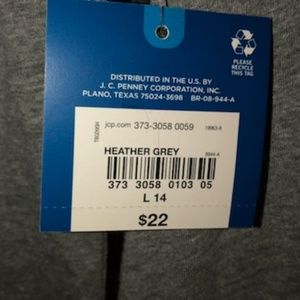 PLEASE
RECYCLE
THIS TAG
DISTRIBUTED IN THE U.S. BY
J. C. PENNEY CORPORATION, INC.
PLANO, TEXAS 75024-3698 BR-08-944-A
jcp.com 373-3058 0059
HEATHER GREY
373 3058 0103 05
L 14
$22